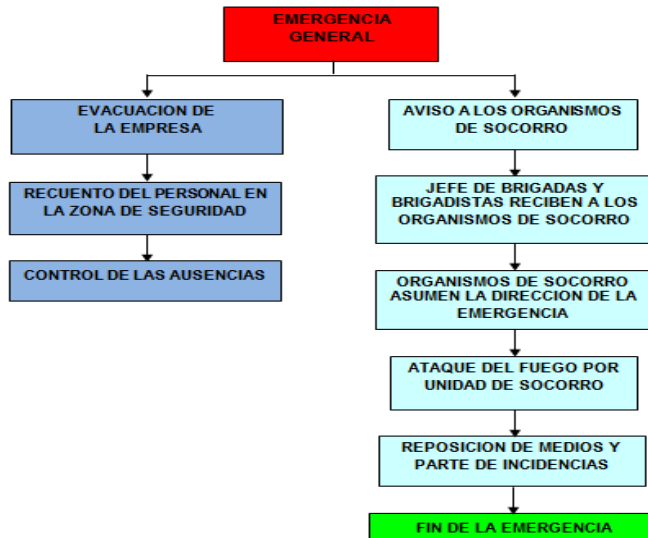 EMERGENCIA
GENERAL
EVACUACION DE
LA EMPRESA
RECUENTO DEL PERSONAL EN
LA ZONA DE SEGURIDAD
CONTROL DE LAS AUSENCIAS
AVISO A LOS ORGANISMOS
DE SOCORRO
JEFE DE BRIGADAS Y
BRIGADISTAS RECIBEN A LOS
ORGANISMOS DE SOCORRO
ORGANISMOS DE SOCORRO
ASUMEN LA DIRECCION DE LA
EMERGENCIA
ATAQUE DEL FUEGO POR
UNIDAD DE SOCORRO
REPOSICION DE MEDIOS Y
PARTE DE INCIDENCIAS
FIN DE LA EMERGENCIA